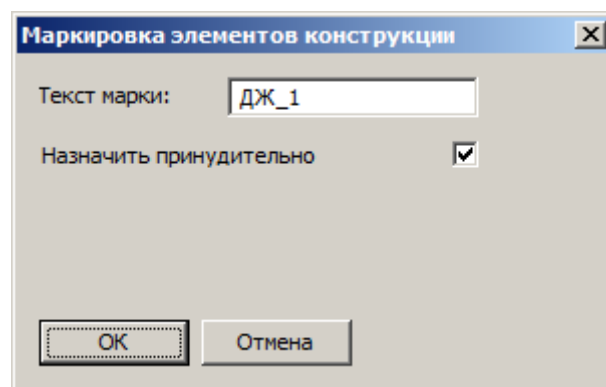 Маркировка элементов конструкции
Текст марки: ДЖ_1
Назначить принудительно
ОК Отмена